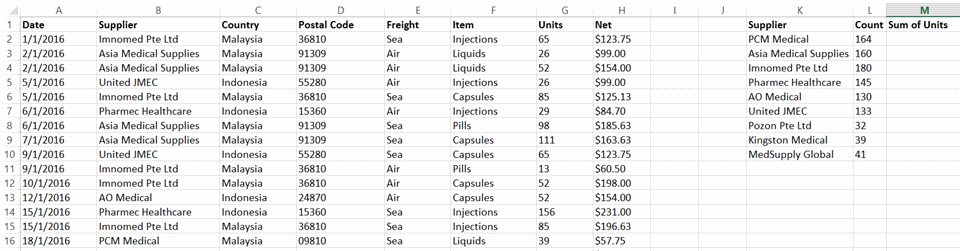 A B C D E F G H I J K L M
1 Date Supplier Country Postal Code Freight Item Units Net Supplier Count Sum of Units
2 1/1/2016 Imnomed Pte Ltd Malaysia 36810 Sea Injections 65 $123.75 PCM Medical 164
3 2/1/2016 Asia Medical Supplies Malaysia 91309 Air Liquids 26 $99.00 Asia Medical Supplies 160
4 2/1/2016 Asia Medical Supplies Malaysia 91309 Air Liquids 52 $154.00 Imnomed Pte Ltd 180
5 5/1/2016 United JMEC Indonesia 55280 Air Injections 26 $99.00 Pharmec Healthcare 145
6 5/1/2016 Imnomed Pte Ltd Malaysia 36810 Sea Capsules 85 $125.13 AO Medical 130
7 6/1/2016 Pharmec Healthcare Indonesia 15360 Air Injections 29 $84.70 United JMEC 133
8 6/1/2016 Asia Medical Supplies Malaysia 91309 Sea Pills 98 $185.63 Pozon Pte Ltd 32
9 7/1/2016 Asia Medical Supplies Malaysia 91309 Sea Capsules 111 $163.63 Kingston Medical 39
10 9/1/2016 United JMEC Indonesia 55280 Sea Capsules 65 $123.75 MedSupply Global 41
11 9/1/2016 Imnomed Pte Ltd Malaysia 36810 Air Pills 13 $60.50
12 10/1/2016 Imnomed Pte Ltd Malaysia 36810 Air Capsules 52 $198.00
13 12/1/2016 AO Medical Indonesia 24870 Air Capsules 52 $154.00
14 15/1/2016 Pharmec Healthcare Indonesia 15360 Sea Injections 156 $231.00
15 15/1/2016 Imnomed Pte Ltd Malaysia 36810 Sea Injections 85 $196.63
16 18/1/2016 PCM Medical Malaysia 09810 Sea Liquids 39 $57.75